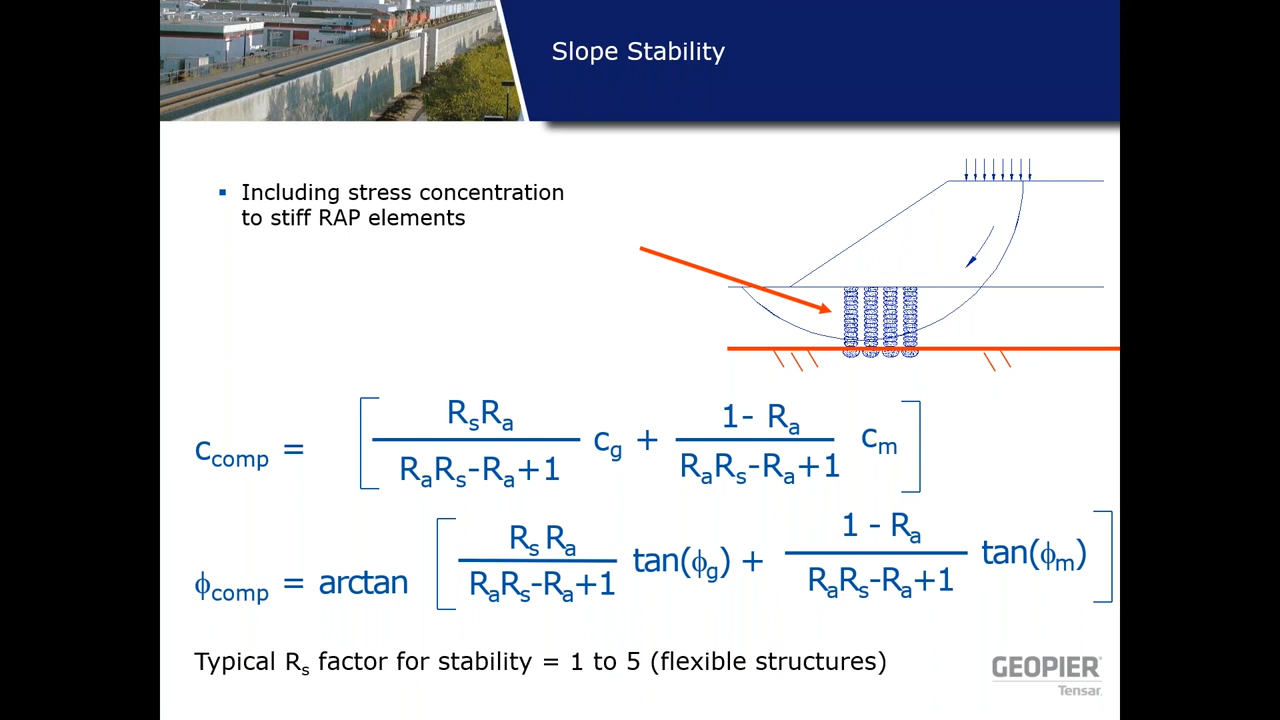 Slope Stability
▪ Including stress concentration
to stiff RAP elements
c_comp = [ R_sR_a / R_aR_s-R_a+1 c_g + 1- R_a / R_aR_s-R_a+1 c_m ]
ϕ_comp = arctan [ R_s R_a / R_aR_s-R_a+1 tan(ϕ_g) + 1 - R_a / R_aR_s-R_a+1 tan(ϕ_m) ]
Typical R_s factor for stability = 1 to 5 (flexible structures)
GEOPIER®
Tensar.